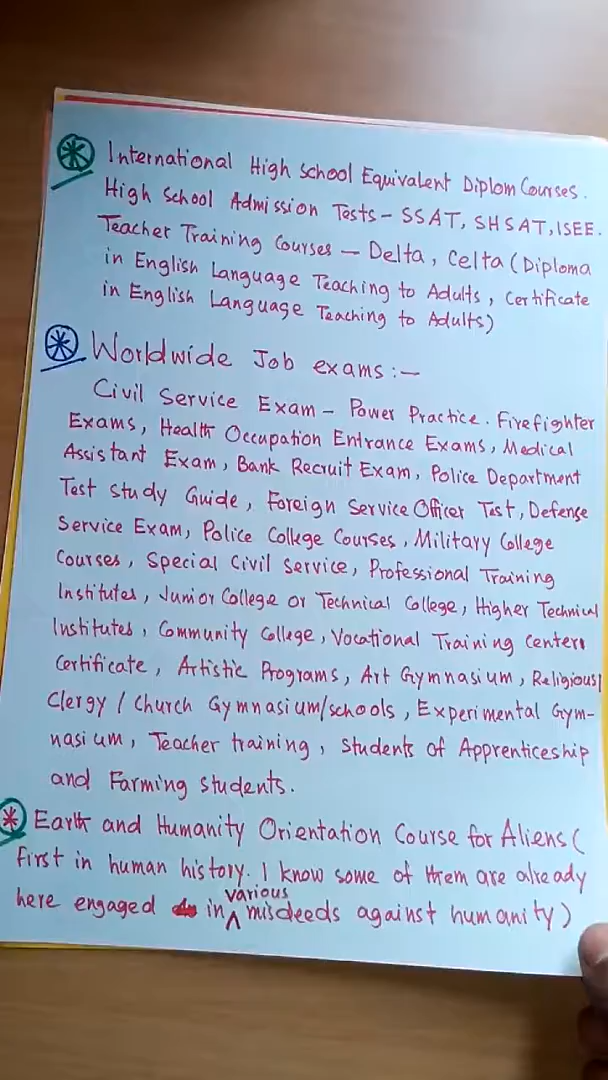 International High School Equivalent Diplom Courses.
High School Admission Tests - SSAT, SHSAT, ISEE.
Teacher Training Courses - Delta, Celta (Diploma
in English Language Teaching to Adults, Certificate
in English Language Teaching to Adults)
Worldwide Job exams :-
Civil Service Exam - Power Practice. Firefighter
Exams, Health Occupation Entrance Exams, Medical
Assistant Exam, Bank Recruit Exam, Police Department
Test Study Guide, Foreign Service Officer Test, Defense
Service Exam, Police College Courses, Military College
Courses, Special Civil Service, Professional Training
Institutes, Junior College or Technical College, Higher Technical
Institutes, Community College, Vocational Training Centers
Certificate, Artistic Programs, Art Gymnasium, Religious/
Clergy / Church Gymnasium/schools, Experimental Gym-
nasium, Teacher training, Students of Apprenticeship
and Farming Students.
Earth and Humanity Orientation Course for Aliens (
First in human history. I know some of them are already
here engaged in various misdeeds against humanity)